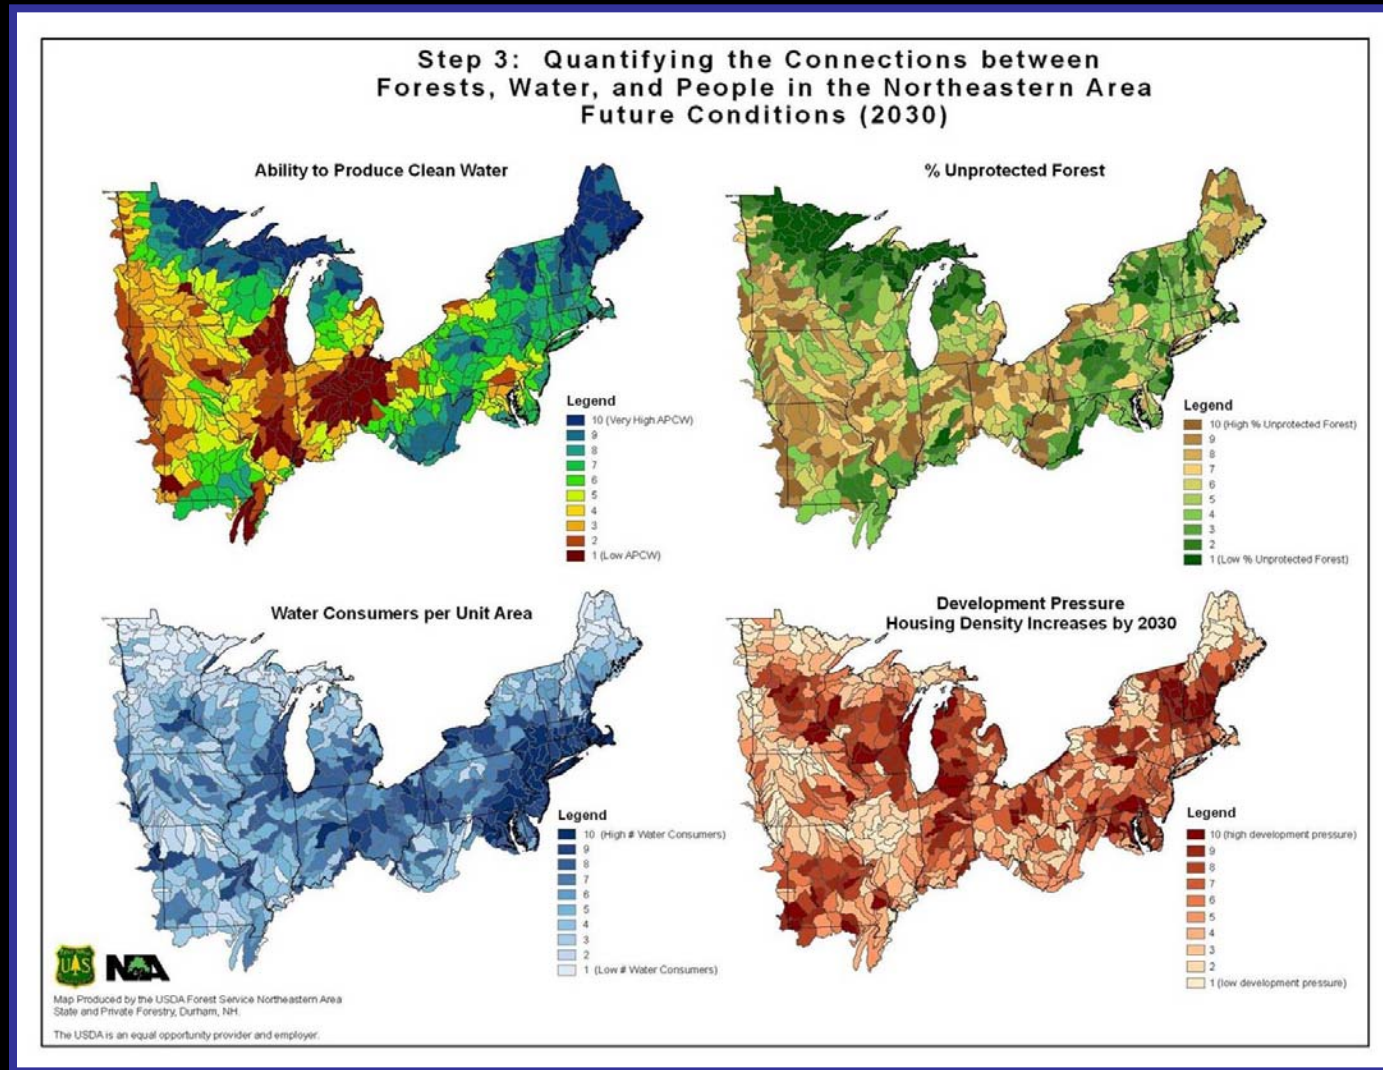 Step 3: Quantifying the Connections between
Forests, Water, and People in the Northeastern Area
Future Conditions (2030)
Ability to Produce Clean Water
Legend
10 (Very High APCW)
9
8
7
6
5
4
3
2
1 (Low APCW)
% Unprotected Forest
Legend
10 (High % Unprotected Forest)
9
8
7
6
5
4
3
2
1 (Low % Unprotected Forest)
Water Consumers per Unit Area
Legend
10 (High # Water Consumers)
9
8
7
6
5
4
3
2
1 (Low # Water Consumers)
Development Pressure
Housing Density Increases by 2030
Legend
10 (high development pressure)
9
8
7
6
5
4
3
2
1 (low development pressure)
U S
NA
Map Produced by the USDA Forest Service Northeastern Area
State and Private Forestry, Durham, NH.
The USDA is an equal opportunity provider and employer.